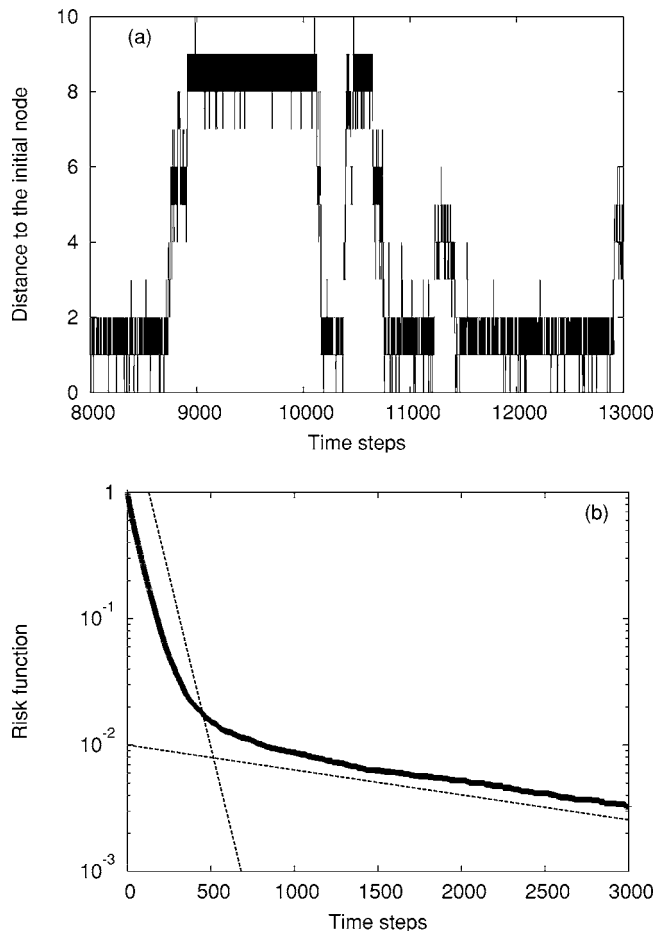 (a)
Distance to the initial node
10
8
6
4
2
0
8000 9000 10000 11000 12000 13000
Time steps
(b)
Risk function
1
10-1
10-2
10-3
0 500 1000 1500 2000 2500 3000
Time steps